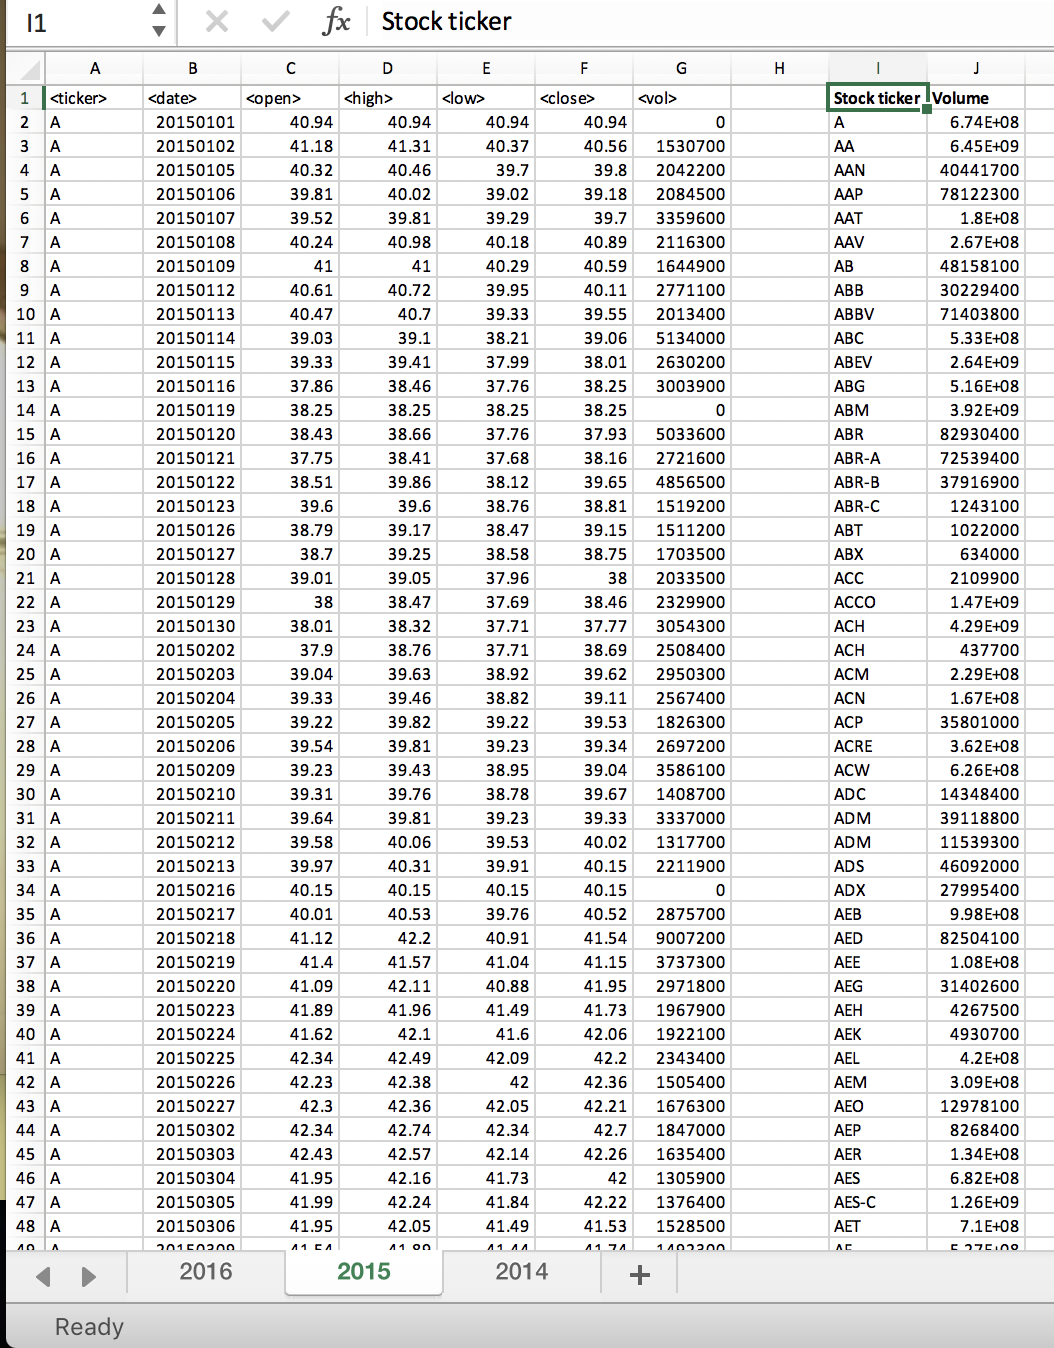 I1 fx Stock ticker
A B C D E F G H I J
1 <ticker> <date> <open> <high> <low> <close> <vol> Stock ticker Volume
2 A 20150101 40.94 40.94 40.94 40.94 0 A 6.74E+08
3 A 20150102 41.18 41.31 40.37 40.56 1530700 AA 6.45E+09
4 A 20150105 40.32 40.46 39.7 39.8 2042200 AAN 40441700
5 A 20150106 39.81 40.02 39.02 39.18 2084500 AAP 78122300
6 A 20150107 39.52 39.81 39.29 39.7 3359600 AAT 1.8E+08
7 A 20150108 40.24 40.98 40.18 40.89 2116300 AAV 2.67E+08
8 A 20150109 41 41 40.29 40.59 1644900 AB 48158100
9 A 20150112 40.61 40.72 39.95 40.11 2771100 ABB 30229400
10 A 20150113 40.47 40.7 39.33 39.55 2013400 ABBV 71403800
11 A 20150114 39.03 39.1 38.21 39.06 5134000 ABC 5.33E+08
12 A 20150115 39.33 39.41 37.99 38.01 2630200 ABEV 2.64E+09
13 A 20150116 37.86 38.46 37.76 38.25 3003900 ABG 5.16E+08
14 A 20150119 38.25 38.25 38.25 38.25 0 ABM 3.92E+09
15 A 20150120 38.43 38.66 37.76 37.93 5033600 ABR 82930400
16 A 20150121 37.75 38.41 37.68 38.16 2721600 ABR-A 72539400
17 A 20150122 38.51 39.86 38.12 39.65 4856500 ABR-B 37916900
18 A 20150123 39.6 39.6 38.76 38.81 1519200 ABR-C 1243100
19 A 20150126 38.79 39.17 38.47 39.15 1511200 ABT 1022000
20 A 20150127 38.7 39.25 38.58 38.75 1703500 ABX 634000
21 A 20150128 39.01 39.05 37.96 38 2033500 ACC 2109900
22 A 20150129 38 38.47 37.69 38.46 2329900 ACCO 1.47E+09
23 A 20150130 38.01 38.32 37.71 37.77 3054300 ACH 4.29E+09
24 A 20150202 37.9 38.76 37.71 38.69 2508400 ACH 437700
25 A 20150203 39.04 39.63 38.92 39.62 2950300 ACM 2.29E+08
26 A 20150204 39.33 39.46 38.82 39.11 2567400 ACN 1.67E+08
27 A 20150205 39.22 39.82 39.22 39.53 1826300 ACP 35801000
28 A 20150206 39.54 39.81 39.23 39.34 2697200 ACRE 3.62E+08
29 A 20150209 39.23 39.43 38.95 39.04 3586100 ACW 6.26E+08
30 A 20150210 39.31 39.76 38.78 39.67 1408700 ADC 14348400
31 A 20150211 39.64 39.81 39.23 39.33 3337000 ADM 39118800
32 A 20150212 39.58 40.06 39.53 40.02 1317700 ADM 11539300
33 A 20150213 39.97 40.31 39.91 40.15 2211900 ADS 46092000
34 A 20150216 40.15 40.15 40.15 40.15 0 ADX 27995400
35 A 20150217 40.01 40.53 39.76 40.52 2875700 AEB 9.98E+08
36 A 20150218 41.12 42.2 40.91 41.54 9007200 AED 82504100
37 A 20150219 41.4 41.57 41.04 41.15 3737300 AEE 1.08E+08
38 A 20150220 41.09 42.11 40.88 41.95 2971800 AEG 31402600
39 A 20150223 41.89 41.96 41.49 41.73 1967900 AEH 4267500
40 A 20150224 41.62 42.1 41.6 42.06 1922100 AEK 4930700
41 A 20150225 42.34 42.49 42.09 42.2 2343400 AEL 4.2E+08
42 A 20150226 42.23 42.38 42 42.36 1505400 AEM 3.09E+08
43 A 20150227 42.3 42.36 42.05 42.21 1676300 AEO 12978100
44 A 20150302 42.34 42.74 42.34 42.7 1847000 AEP 8268400
45 A 20150303 42.43 42.57 42.14 42.26 1635400 AER 1.34E+08
46 A 20150304 41.95 42.16 41.73 42 1305900 AES 6.82E+08
47 A 20150305 41.99 42.24 41.84 42.22 1376400 AES-C 1.26E+09
48 A 20150306 41.95 42.05 41.49 41.53 1528500 AET 7.1E+08
2016 2015 2014 +
Ready